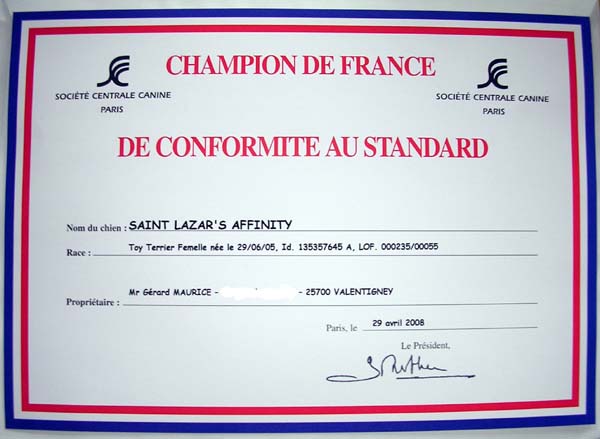 CHAMPION DE FRANCE
SOCIÉTÉ CENTRALE CANINE
PARIS
SOCIÉTÉ CENTRALE CANINE
PARIS
DE CONFORMITE AU STANDARD
Nom du chien : SAINT LAZAR'S AFFINITY
Race : Toy Terrier Femelle née le 29/06/05, Id. 135357645 A, LOF. 000235/00055
Propriétaire : Mr Gérard MAURICE - - 25700 VALENTIGNEY
Paris, le 29 avril 2008
Le Président,